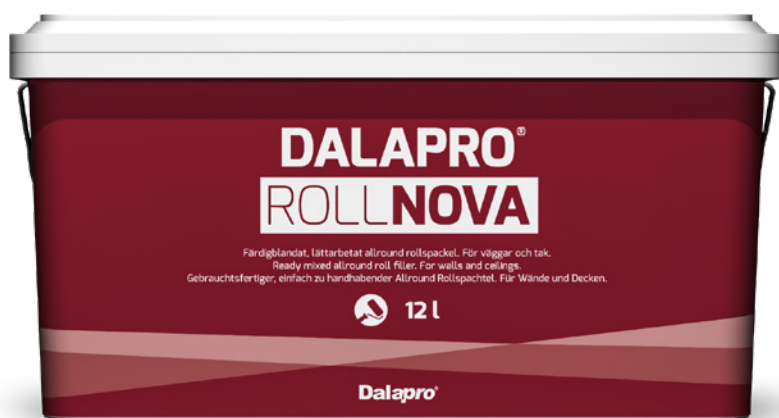 DALAPRO®
ROLLNOVA
Färdigblandat, lättarbetat allround rollspackel. För väggar och tak.
Ready mixed allround roll filler. For walls and ceilings.
Gebrauchtsfertiger, einfach zu handhabender Allround Rollspachtel. Für Wände und Decken.
12 l
Dalapro®